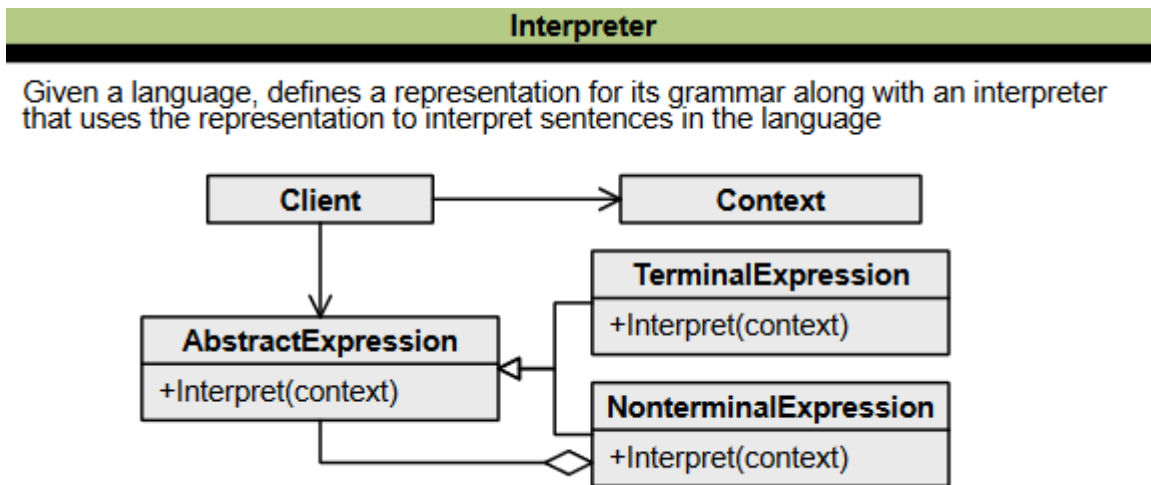 Interpreter
Given a language, defines a representation for its grammar along with an interpreter
that uses the representation to interpret sentences in the language
Client
Context
TerminalExpression
+Interpret(context)
AbstractExpression
+Interpret(context)
NonterminalExpression
+Interpret(context)